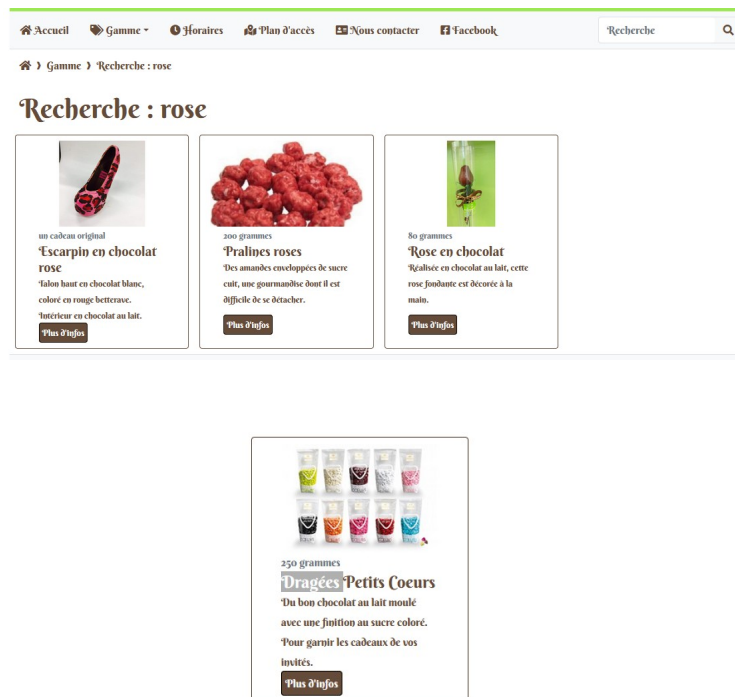 Accueil Gamme Horaires Plan d'accès Nous contacter Facebook Recherche
Gamme Recherche : rose
Recherche : rose
un cadeau original
Escarpin en chocolat
rose
Talon haut en chocolat blanc,
coloré en rouge betterave.
Intérieur en chocolat au lait.
Plus d'infos
200 grammes
Pralines roses
Des amandes enveloppées de sucre
cuit, une gourmandise dont il est
difficile de se détacher.
Plus d'infos
80 grammes
Rose en chocolat
Réalisée en chocolat au lait, cette
rose fondante est décorée à la
main.
Plus d'infos
250 grammes
Dragées Petits Coeurs
Du bon chocolat au lait moulé
avec une finition au sucre coloré.
Pour garnir les cadeaux de vos
invités.
Plus d'infos